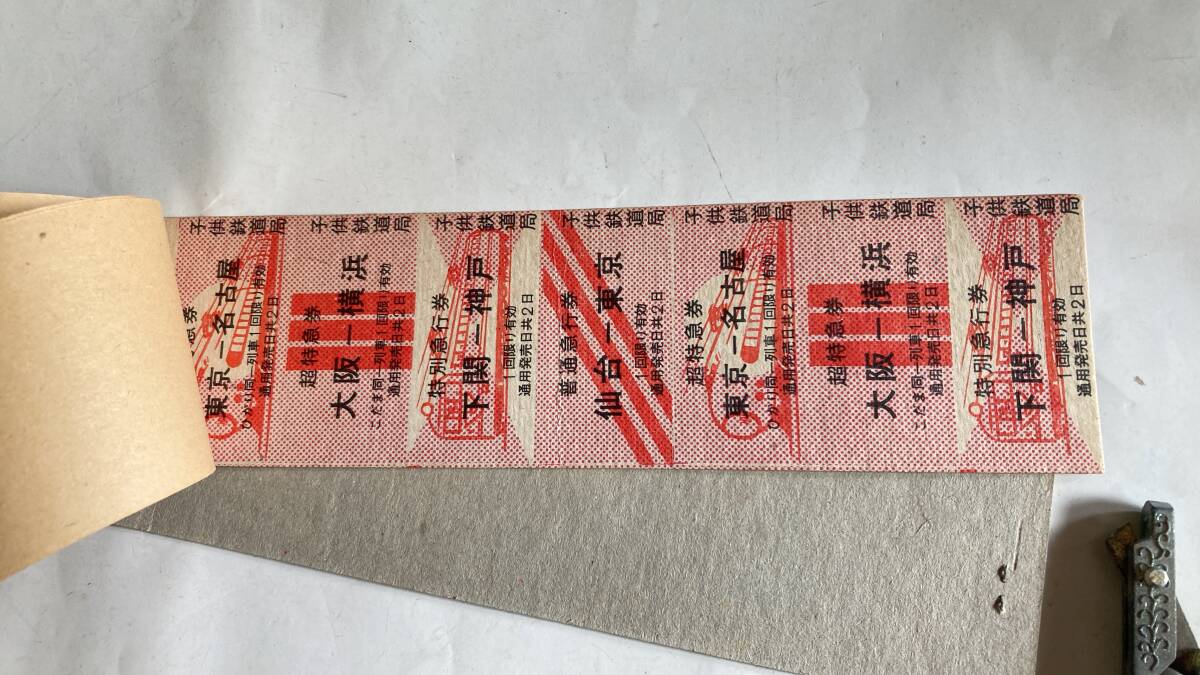 子供鉄道局
急券
東京―名古屋
ひかり同一列車1回限り有効
通用発売日共2日
子供鉄道局
超特急券
大阪―横浜
こだま同一列車1回限り有効
通用発売日共2日
子供鉄道局
特別急行券
下関―神戸
1回限り有効
通用発売日共2日
子供鉄道局
普通急行券
仙台―東京
1回限り有効
通用発売日共2日
子供鉄道局
超特急券
東京―名古屋
ひかり同一列車1回限り有効
通用発売日共2日
子供鉄道局
超特急券
大阪―横浜
こだま同一列車1回限り有効
通用発売日共2日
子供鉄道局
特別急行券
下関―神戸
1回限り有効
通用発売日共2日